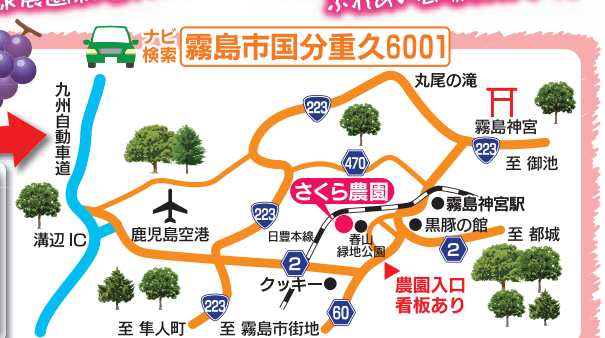 ナビ
検索
霧島市国分重久6001
九州自動車道
丸尾の滝
223
霧島神宮
223
至 御池
470
さくら農園
霧島神宮駅
223
鹿児島空港
日豊本線
春山
緑地公園
黒豚の館
溝辺IC
2
2
至 都城
クッキー
農園入口
看板あり
223
60
至 隼人町
至 霧島市街地